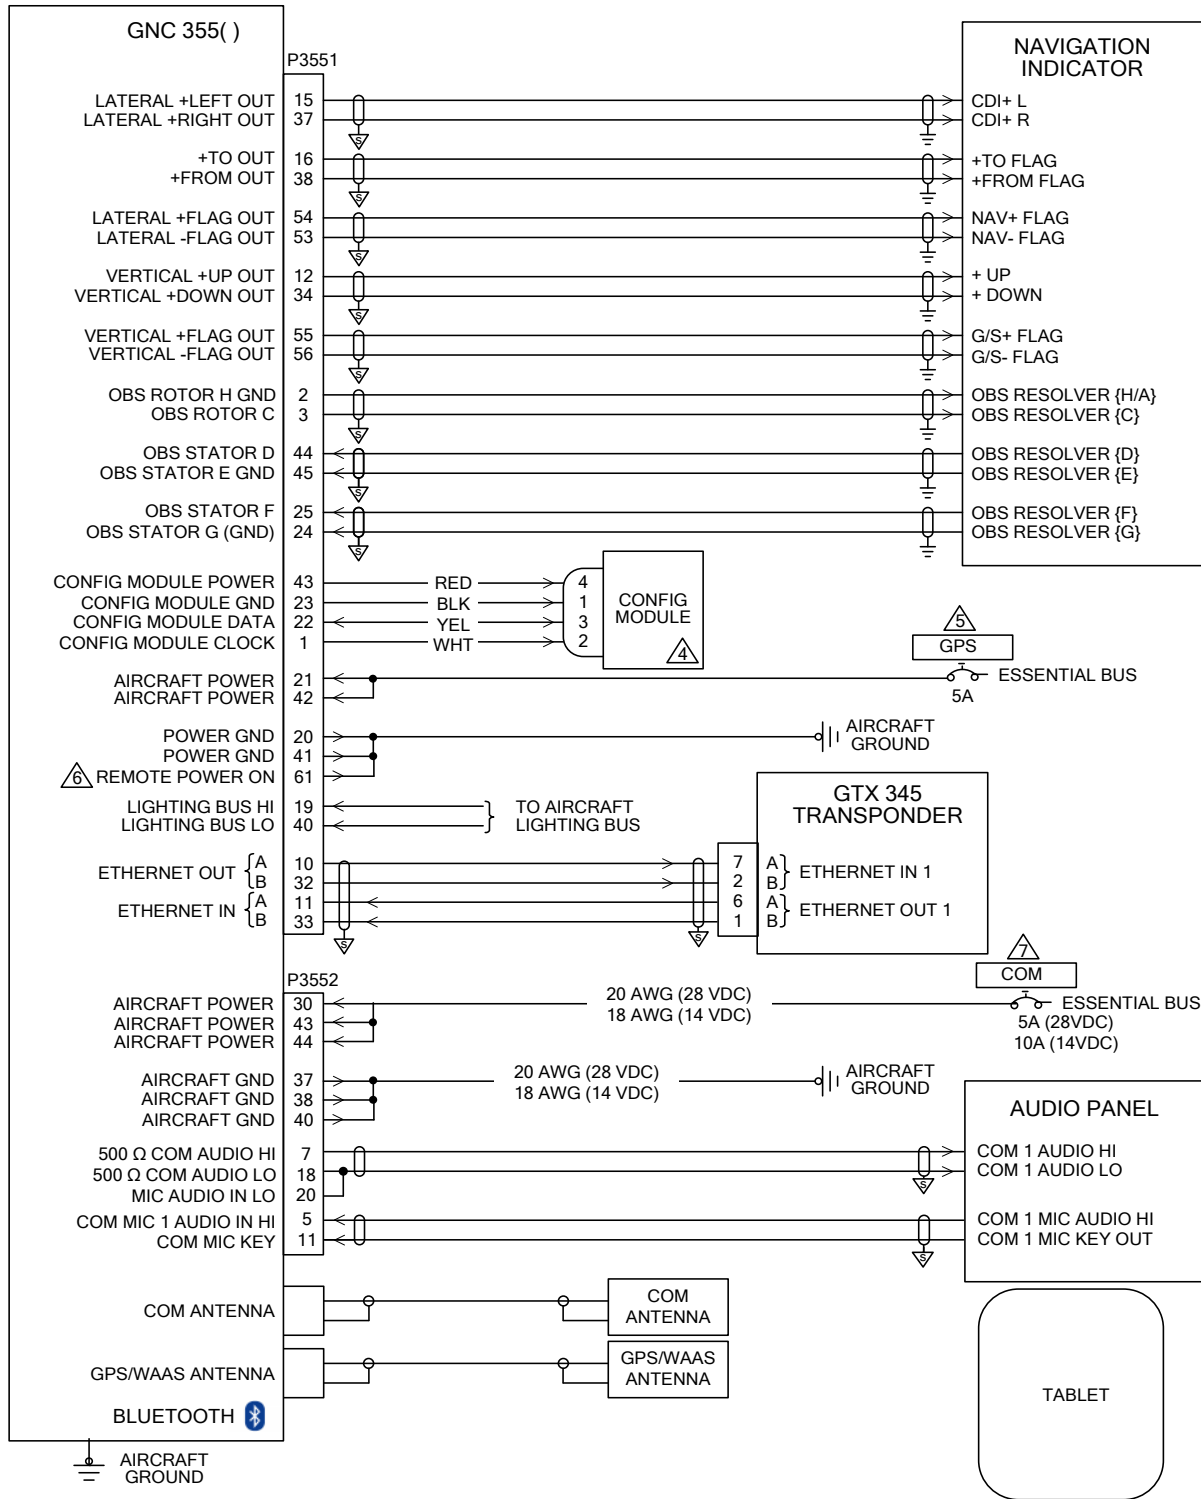 GNC 355( )
P3551
NAVIGATION
INDICATOR
LATERAL +LEFT OUT 15 CDI+ L
LATERAL +RIGHT OUT 37 CDI+ R
S
+TO OUT 16 +TO FLAG
+FROM OUT 38 +FROM FLAG
S
LATERAL +FLAG OUT 54 NAV+ FLAG
LATERAL -FLAG OUT 53 NAV- FLAG
S
VERTICAL +UP OUT 12 + UP
VERTICAL +DOWN OUT 34 + DOWN
S
VERTICAL +FLAG OUT 55 G/S+ FLAG
VERTICAL -FLAG OUT 56 G/S- FLAG
S
OBS ROTOR H GND 2 OBS RESOLVER {H/A}
OBS ROTOR C 3 OBS RESOLVER {C}
S
OBS STATOR D 44 OBS RESOLVER {D}
OBS STATOR E GND 45 OBS RESOLVER {E}
S
OBS STATOR F 25 OBS RESOLVER {F}
OBS STATOR G (GND) 24 OBS RESOLVER {G}
S
CONFIG MODULE POWER 43 RED 4
CONFIG MODULE GND 23 BLK 1
CONFIG MODULE DATA 22 YEL 3
CONFIG MODULE CLOCK 1 WHT 2
CONFIG
MODULE
4
5
GPS
AIRCRAFT POWER 21 ESSENTIAL BUS
AIRCRAFT POWER 42 5A
POWER GND 20 AIRCRAFT
GROUND
POWER GND 41
6 REMOTE POWER ON 61
LIGHTING BUS HI 19 TO AIRCRAFT
LIGHTING BUS LO 40 LIGHTING BUS
GTX 345
TRANSPONDER
ETHERNET OUT { A 10 7 A } ETHERNET IN 1
B 32 2 B
ETHERNET IN { A 11 6 A } ETHERNET OUT 1
B 33 1 B
S S
P3552
7
COM
AIRCRAFT POWER 30 20 AWG (28 VDC) ESSENTIAL BUS
AIRCRAFT POWER 43 18 AWG (14 VDC) 5A (28VDC)
AIRCRAFT POWER 44 10A (14VDC)
AIRCRAFT GND 37 20 AWG (28 VDC) AIRCRAFT
AIRCRAFT GND 38 18 AWG (14 VDC) GROUND
AIRCRAFT GND 40
AUDIO PANEL
500 Ω COM AUDIO HI 7 COM 1 AUDIO HI
500 Ω COM AUDIO LO 18 COM 1 AUDIO LO
MIC AUDIO IN LO 20 S
COM MIC 1 AUDIO IN HI 5 COM 1 MIC AUDIO HI
COM MIC KEY 11 COM 1 MIC KEY OUT
S
COM ANTENNA
COM
ANTENNA
GPS/WAAS ANTENNA
GPS/WAAS
ANTENNA
TABLET
BLUETOOTH
AIRCRAFT
GROUND